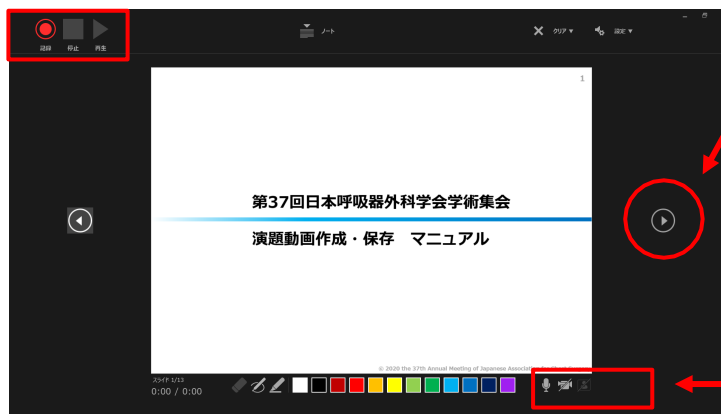 記録 停止 再生
ノート
クリア ▼
設定 ▼
1
第37回日本呼吸器外科学会学術集会
演題動画作成・保存 マニュアル
© 2020 the 37th Annual Meeting of Japanese Association
スライド 1/13
0:00 / 0:00